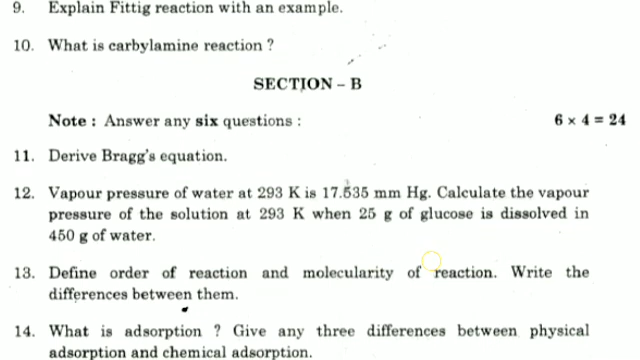 9. Explain Fittig reaction with an example.
10. What is carbylamine reaction ?
SECTION – B
Note : Answer any six questions :
6 × 4 = 24
11. Derive Bragg's equation.
12. Vapour pressure of water at 293 K is 17.535 mm Hg. Calculate the vapour
pressure of the solution at 293 K when 25 g of glucose is dissolved in
450 g of water.
13. Define order of reaction and molecularity of reaction. Write the
differences between them.
14. What is adsorption ? Give any three differences between physical
adsorption and chemical adsorption.